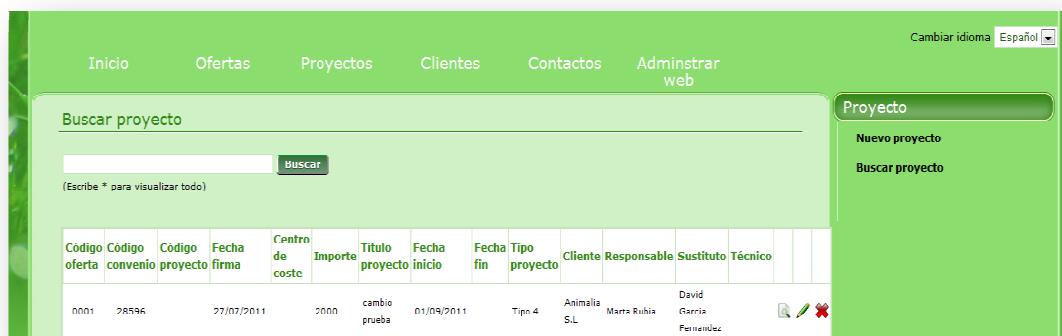 Cambiar idioma Español
Inicio Ofertas Proyectos Clientes Contactos Adminstrar
web
Buscar proyecto
Buscar
(Escribe * para visualizar todo)
Proyecto
Nuevo proyecto
Buscar proyecto
Código oferta Código convenio Código proyecto Fecha firma Centro de coste Importe Título proyecto Fecha inicio Fecha fin Tipo proyecto Cliente Responsable Sustituto Técnico
0001 28596 27/07/2011 2000 cambio prueba 01/09/2011 Tipo 4 Animalia S.L Marta Rubia David Garcia Fernandez